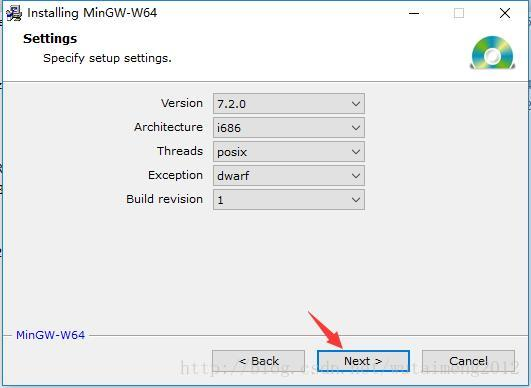 Installing MinGW-W64
Settings
Specify setup settings.
Version 7.2.0
Architecture i686
Threads posix
Exception dwarf
Build revision 1
MinGW-W64
< Back Next > Cancel
http://blog.csdn.net/wutaimeng2012